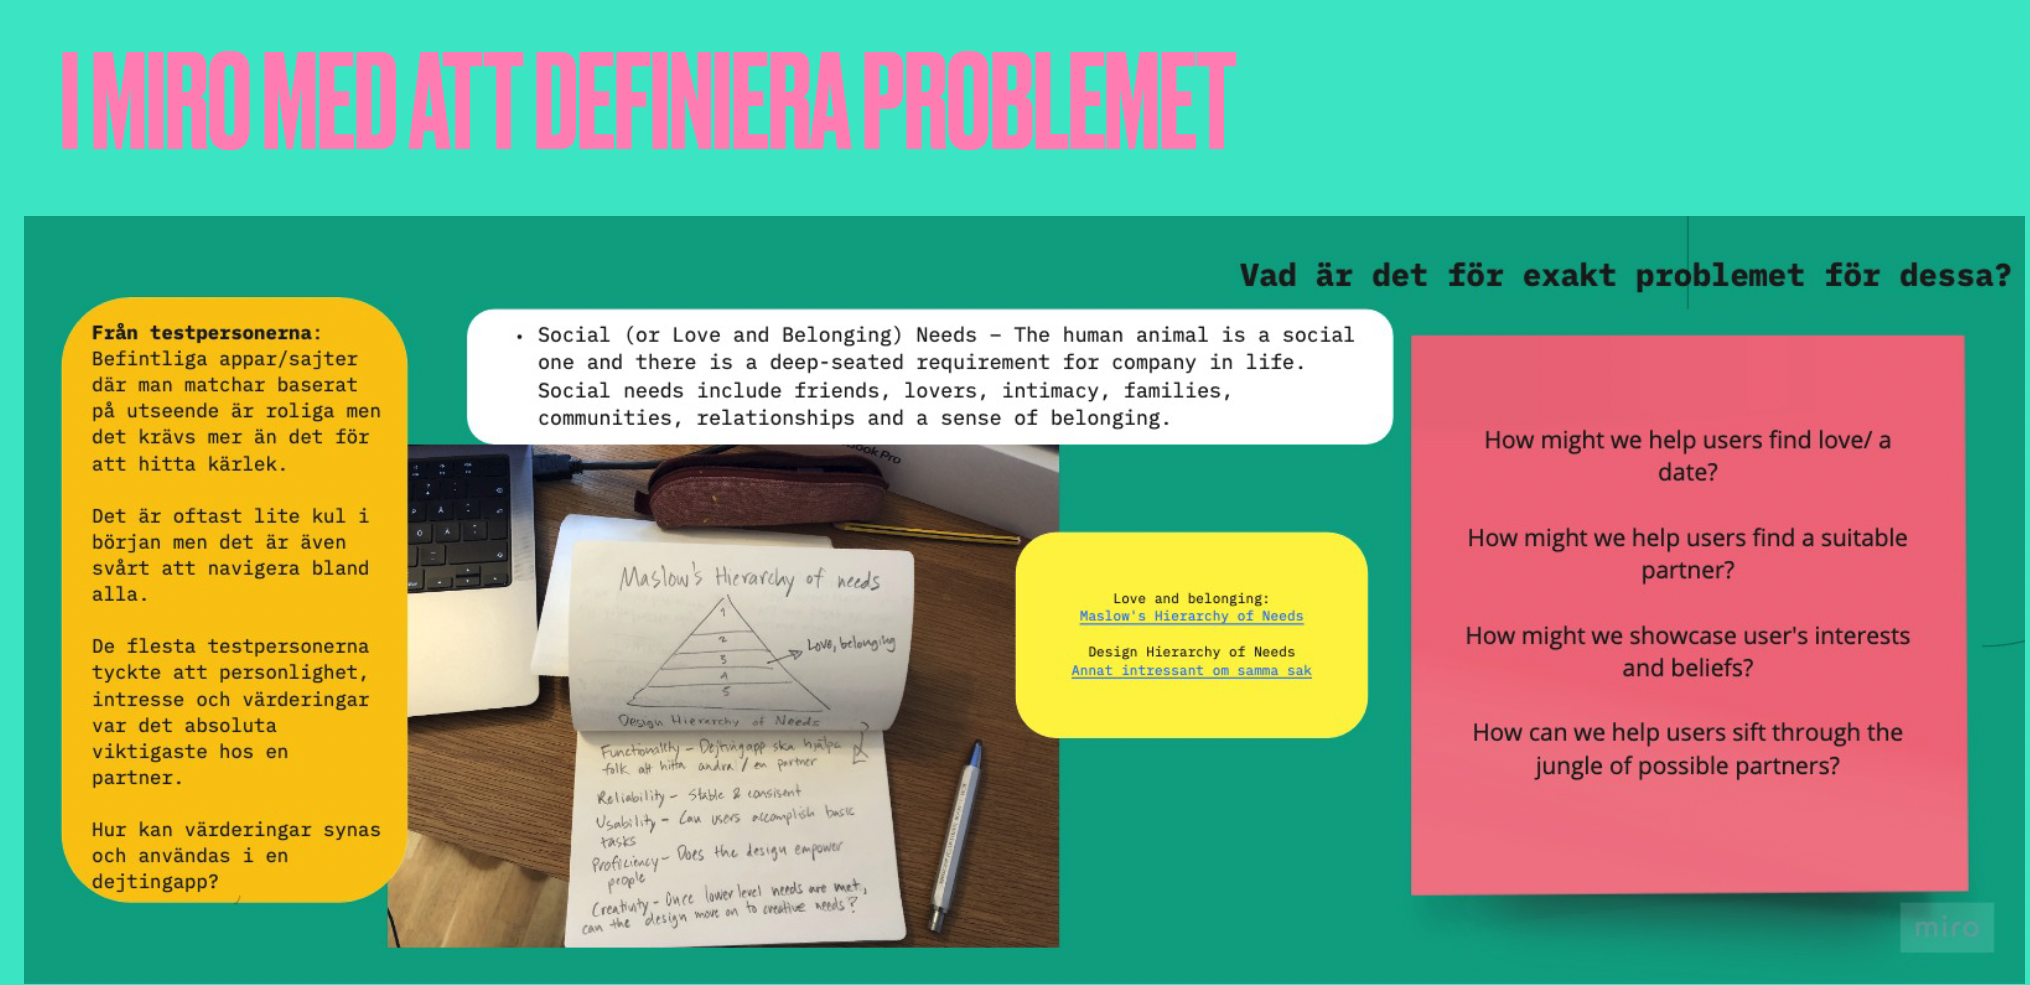 I MIRO MED ATT DEFINIERA PROBLEMET
Vad är det för exakt problemet för dessa?
Från testpersonerna:
Befintliga appar/sajter
där man matchar baserat
på utseende är roliga men
det krävs mer än det för
att hitta kärlek.
Det är oftast lite kul i
början men det är även
svårt att navigera bland
alla.
De flesta testpersonerna
tyckte att personlighet,
intresse och värderingar
var det absoluta
viktigaste hos en
partner.
Hur kan värderingar synas
och användas i en
dejtingapp?
• Social (or Love and Belonging) Needs – The human animal is a social
one and there is a deep-seated requirement for company in life.
Social needs include friends, lovers, intimacy, families,
communities, relationships and a sense of belonging.
Book Pro
Maslow's Hierarchy of needs
1
2
3
4
5
Love, belonging
Design Hierarchy of Needs
Functionality – Dejtingapp ska hjälpa
folk att hitta andra / en partner
Reliability – Stable & consisent
Usability – Can users accomplish basic
tasks
Proficiency – Does the design empower
people
Creativity – Once lower level needs are met,
can the design move on to creative needs?
Love and belonging:
Maslow's Hierarchy of Needs
Design Hierarchy of Needs
Annat intressant om samma sak
How might we help users find love/ a
date?
How might we help users find a suitable
partner?
How might we showcase user's interests
and beliefs?
How can we help users sift through the
jungle of possible partners?
miro